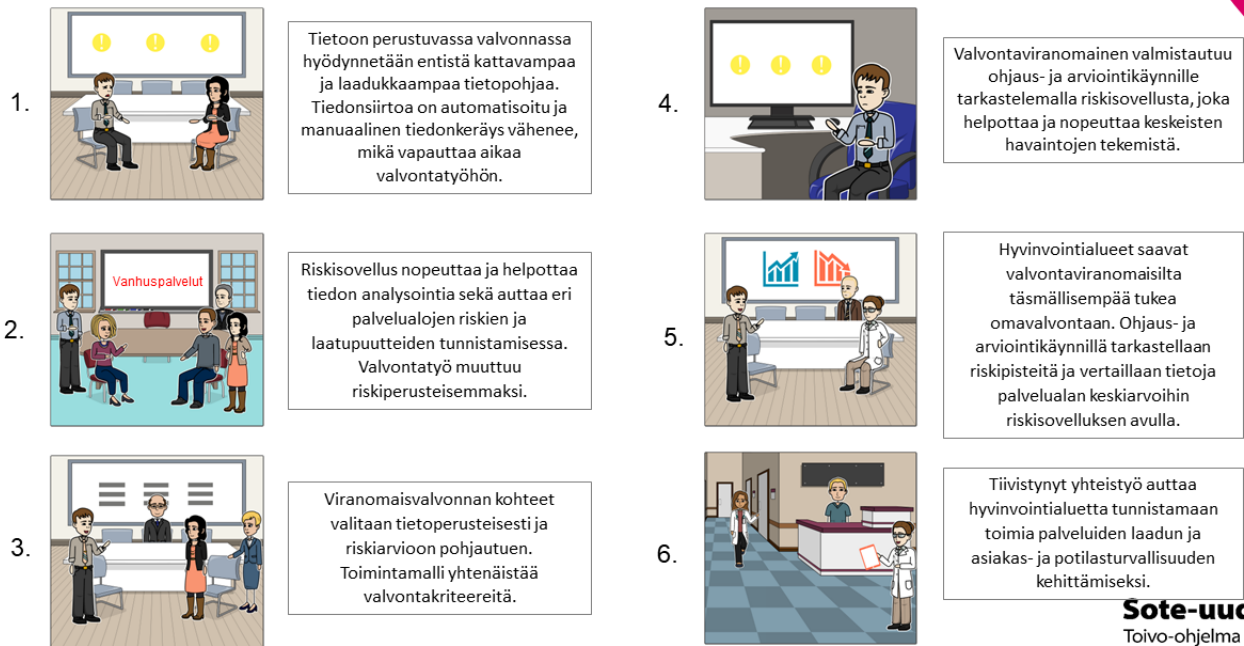 1.
Tietoon perustuvassa valvonnassa
hyödynnetään entistä kattavampaa
ja laadukkaampaa tietopohjaa.
Tiedonsiirtoa on automatisoitu ja
manuaalinen tiedonkeräys vähenee,
mikä vapauttaa aikaa
valvontatyöhön.
2.
Vanhuspalvelut
Riskisovellus nopeuttaa ja helpottaa
tiedon analysointia sekä auttaa eri
palvelualojen riskien ja
laatupuutteiden tunnistamisessa.
Valvontatyö muuttuu
riskiperusteisemmaksi.
3.
Viranomaisvalvonnan kohteet
valitaan tietoperusteisesti ja
riskiarvioon pohjautuen.
Toimintamalli yhtenäistää
valvontakriteereitä.
4.
Valvontaviranomainen valmistautuu
ohjaus- ja arviointikäynnille
tarkastelemalla riskisovellusta, joka
helpottaa ja nopeuttaa keskeisten
havaintojen tekemistä.
5.
Hyvinvointialueet saavat
valvontaviranomaisilta
täsmällisempää tukea
omavalvontaan. Ohjaus- ja
arviointikäynnillä tarkastellaan
riskipisteitä ja vertaillaan tietoja
palvelualan keskiarvoihin
riskisovelluksen avulla.
6.
Tiivistynyt yhteistyö auttaa
hyvinvointialuetta tunnistamaan
toimia palveluiden laadun ja
asiakas- ja potilasturvallisuuden
kehittämiseksi.
Sote-uud
Toivo-ohjelma